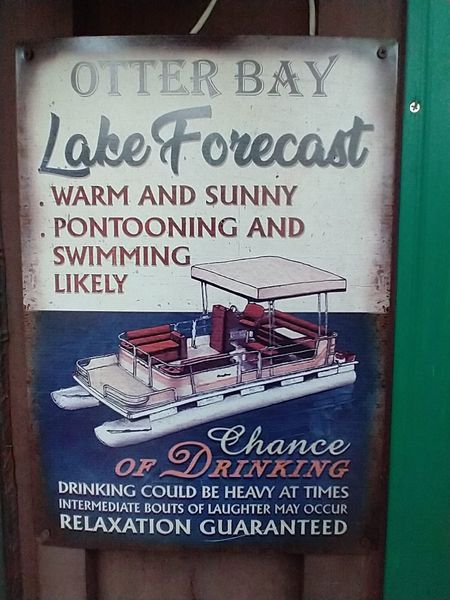 OTTER BAY
Lake Forecast
. WARM AND SUNNY
. PONTOONING AND
SWIMMING
LIKELY
Chance
OF DRINKING
DRINKING COULD BE HEAVY AT TIMES
INTERMEDIATE BOUTS OF LAUGHTER MAY OCCUR
RELAXATION GUARANTEED